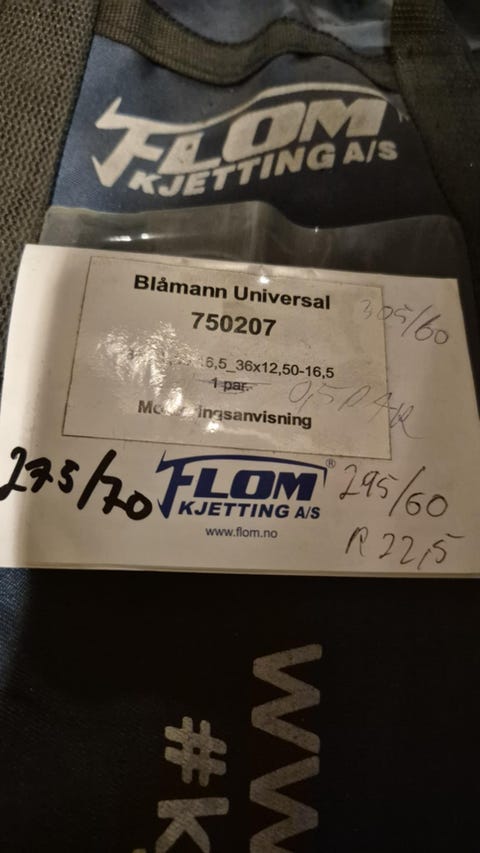 FLOM
KJETTING A/S
Blåmann Universal
750207
305/60
16,5_36x12,50-16,5
1 par.
0,5 PAR
275/70
FLOM®
KJETTING A/S
www.flom.no
295/60
R 22,5
WW
#K